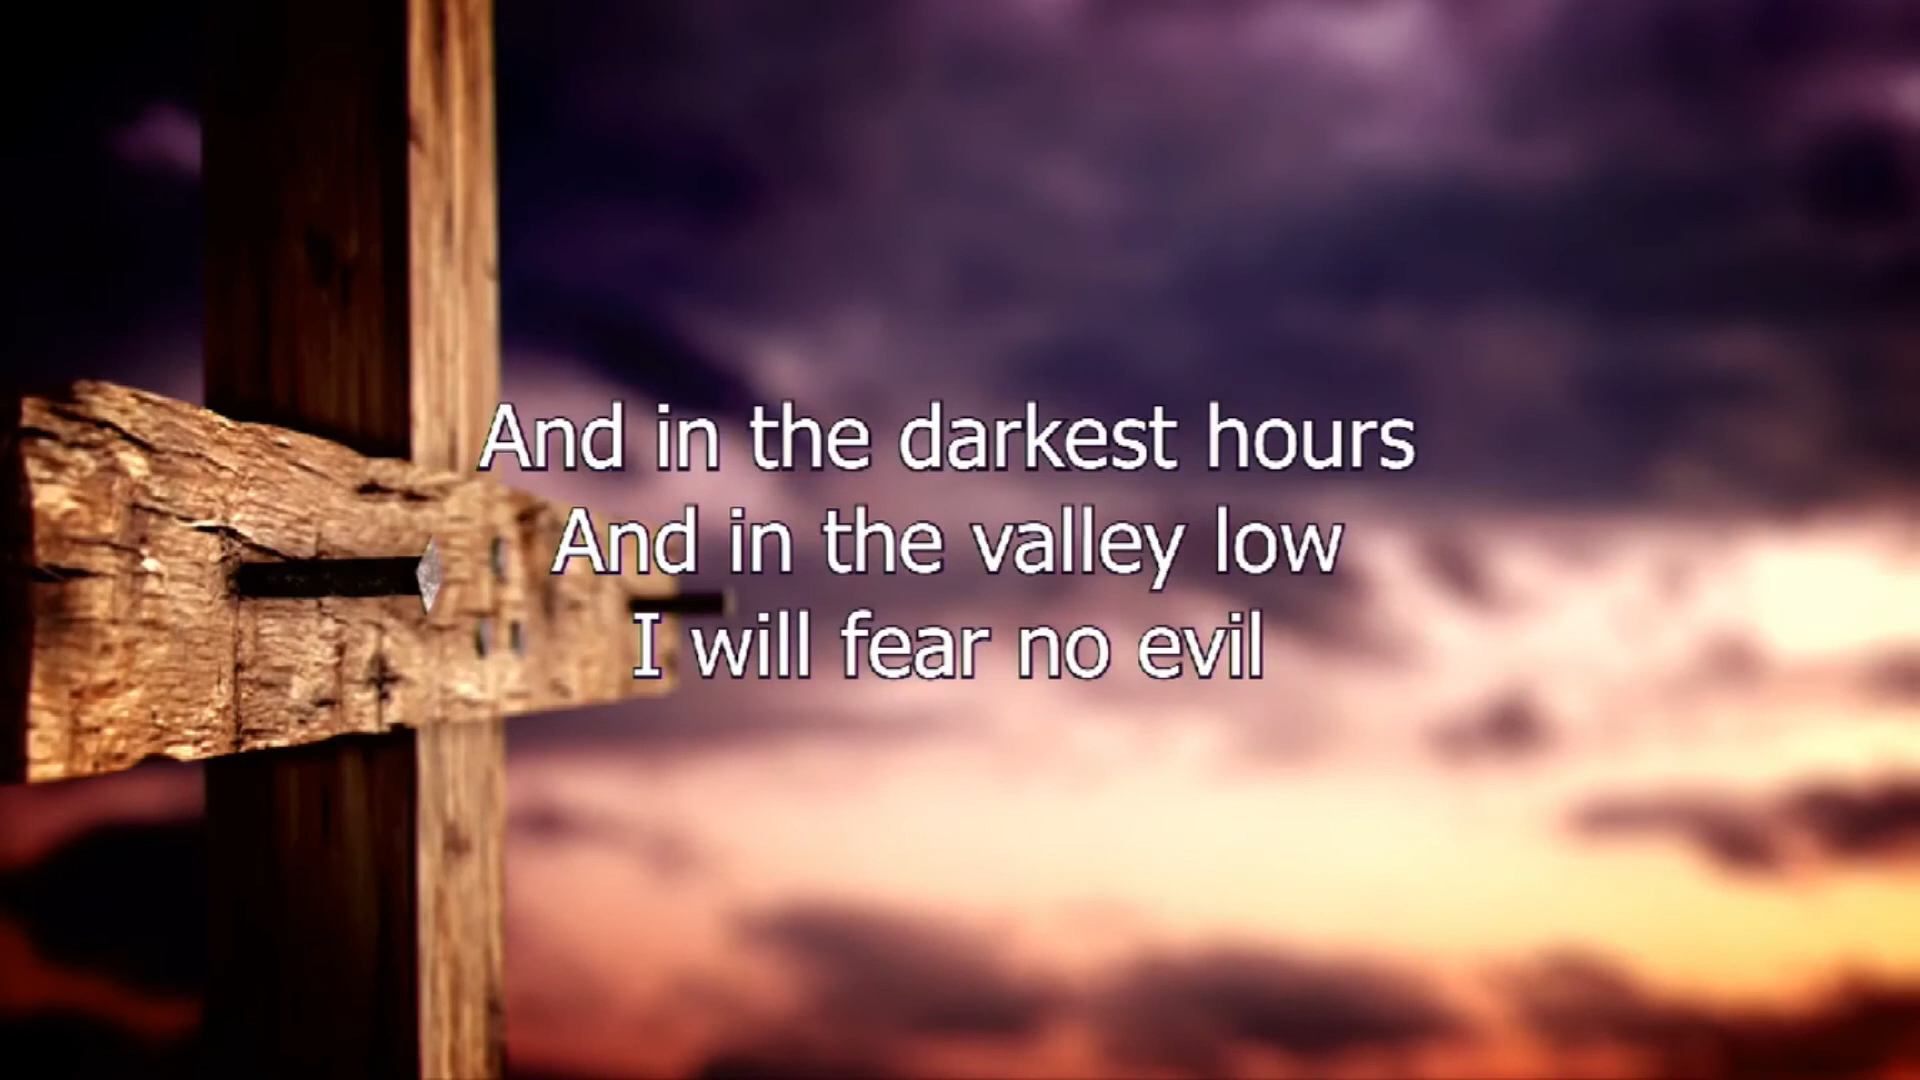 And in the darkest hours
And in the valley low
I will fear no evil